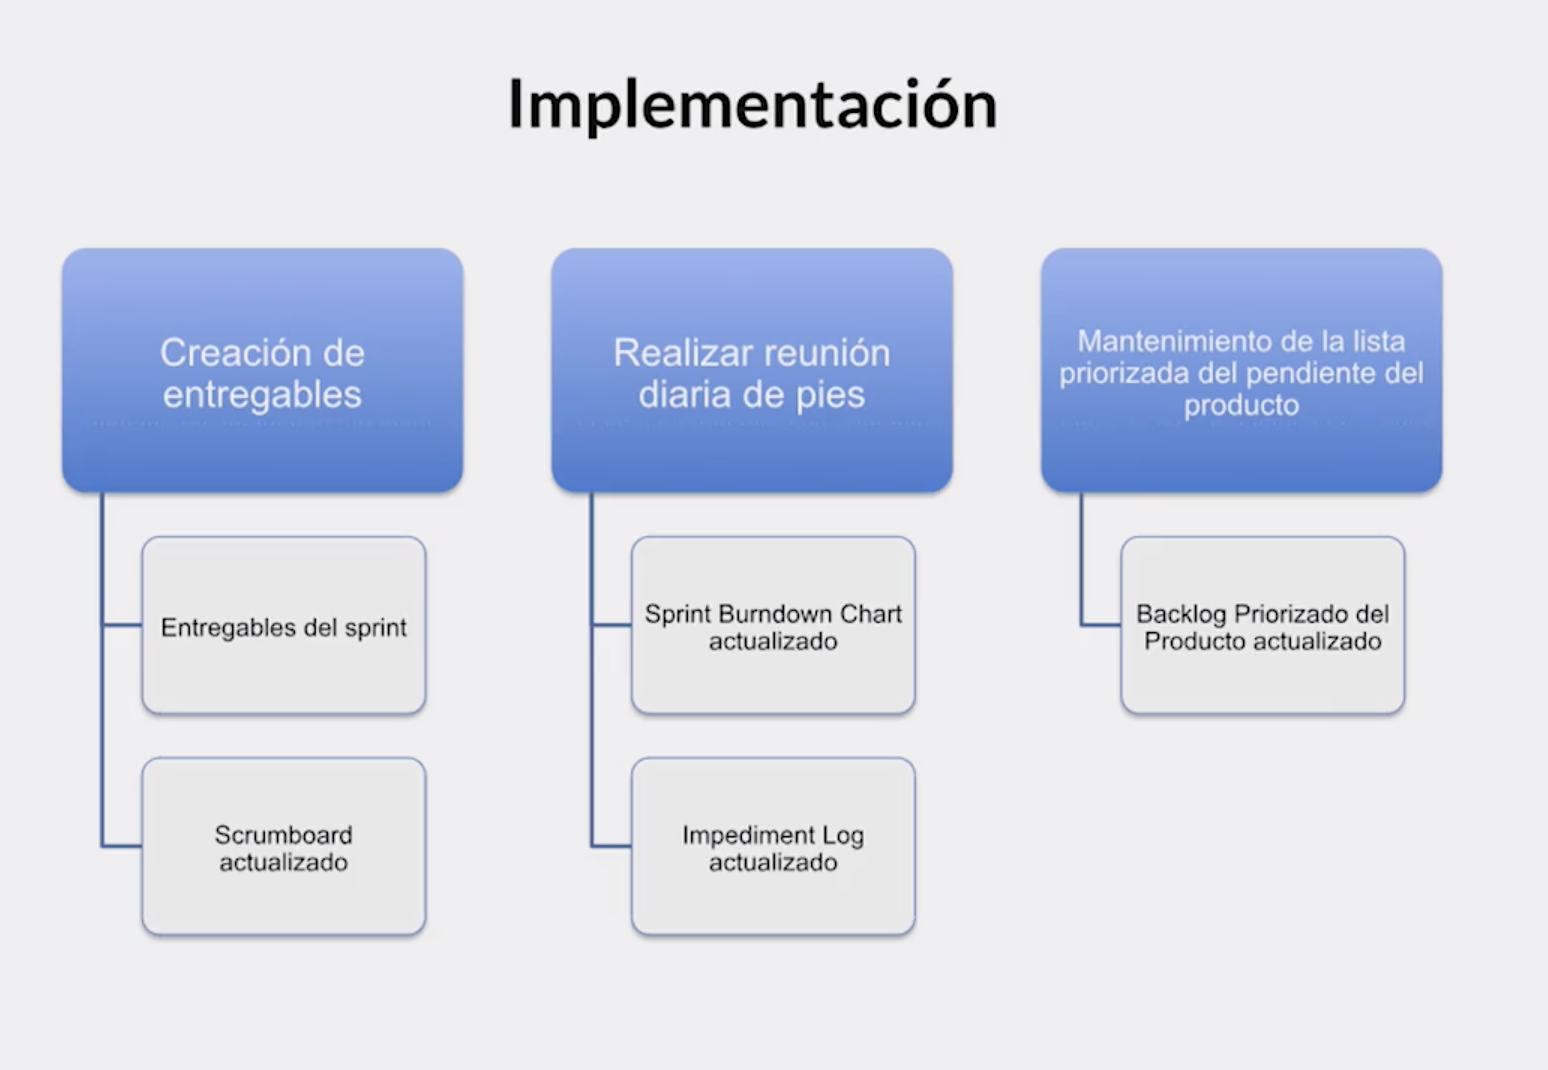 Implementación
Creación de
entregables
Entregables del sprint
Scrumboard
actualizado
Realizar reunión
diaria de pies
Sprint Burndown Chart
actualizado
Impediment Log
actualizado
Mantenimiento de la lista
priorizada del pendiente del
producto
Backlog Priorizado del
Producto actualizado